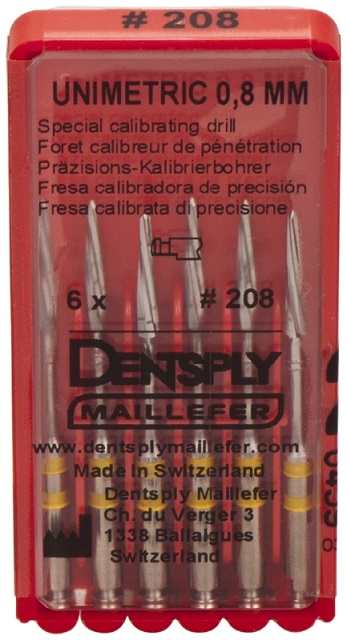 # 208
UNIMETRIC 0,8 MM
Special calibrating drill
Foret calibreur de pénétration
Präzisions-Kalibrierbohrer
Fresa calibradora de precisión
Fresa calibrata di precisione
6 x # 208
DENTSPLY
MAILLEFER
www.dentsplymaillefer.com
Made In Switzerland
Dentsply Maillefer
Ch. du Verger 3
1338 Ballaigues
Switzerland